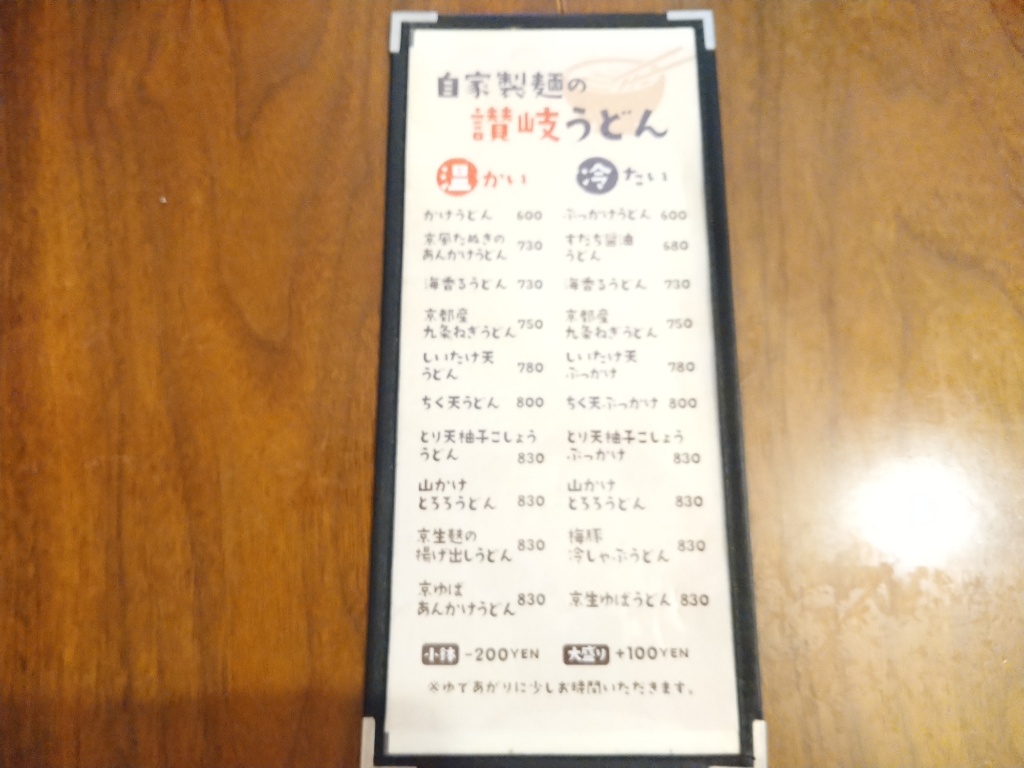 自家製麺の
讃岐うどん
温かい
かけうどん 600
京風たぬきの
あんかけうどん 730
海香るうどん 730
京都産
九条ねぎうどん 750
しいたけ天
うどん 780
ちく天うどん 800
とり天柚子こしょう
うどん 830
山かけ
とろろうどん 830
京生麩の
揚げ出しうどん 830
京ゆば
あんかけうどん 830
小鉢 -200YEN
冷たい
ぶっかけうどん 600
すだち醤油
うどん 680
海香るうどん 730
京都産
九条ねぎうどん 750
しいたけ天
ぶっかけ 780
ちく天ぶっかけ 800
とり天柚子こしょう
ぶっかけ 830
山かけ
とろろうどん 830
梅豚
冷しゃぶうどん 830
京生ゆばうどん 830
大盛り +100YEN
※ゆであがりに少しお時間いただきます。